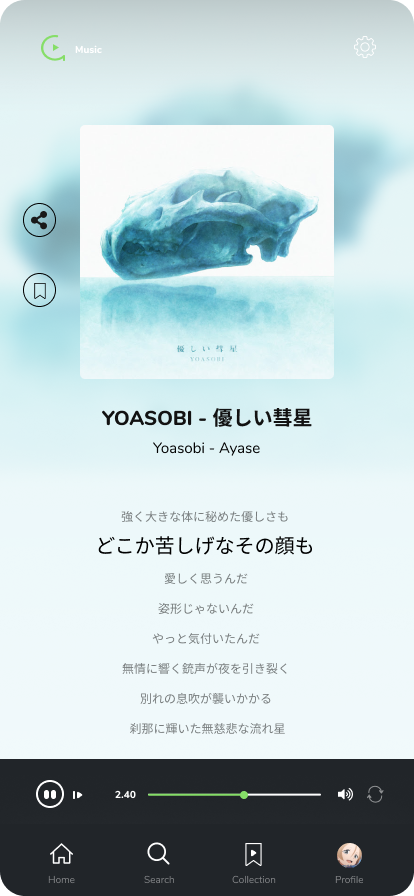 Music
優しい彗星
YOASOBI
YOASOBI - 優しい彗星
Yoasobi - Ayase
強く大きな体に秘めた優しさも
どこか苦しげなその顔も
愛しく思うんだ
姿形じゃないんだ
やっと気付いたんだ
無情に響く銃声が夜を引き裂く
別れの息吹が襲いかかる
刹那に輝いた無慈悲な流れ星
2.40
Home
Search
Collection
Profile